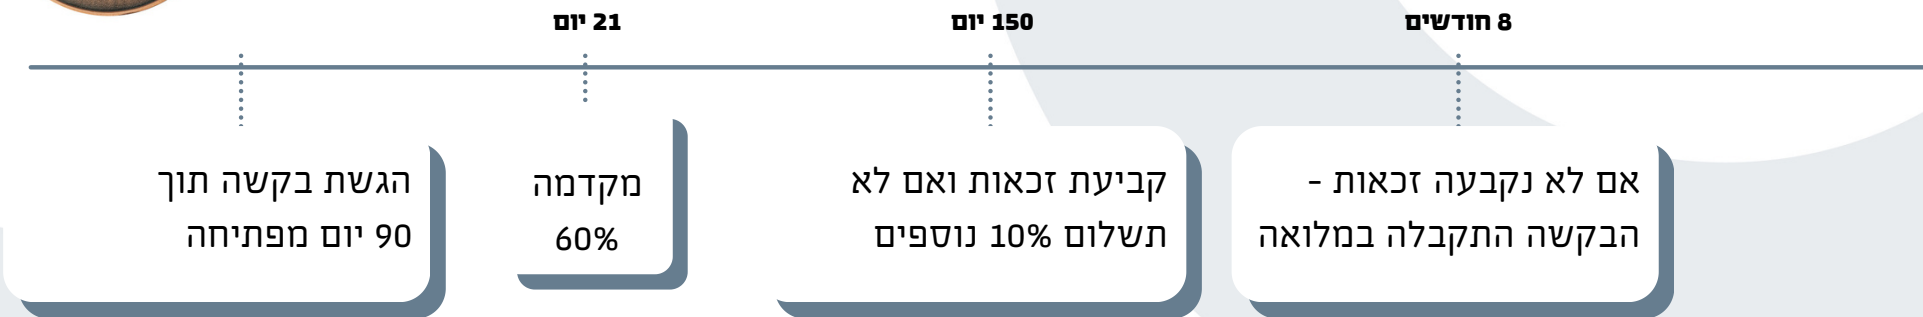 21 יום
150 יום
8 חודשים
הגשת בקשה תוך
90 יום מפתיחה
מקדמה
60%
קביעת זכאות ואם לא
תשלום 10% נוספים
אם לא נקבעה זכאות -
הבקשה התקבלה במלואה